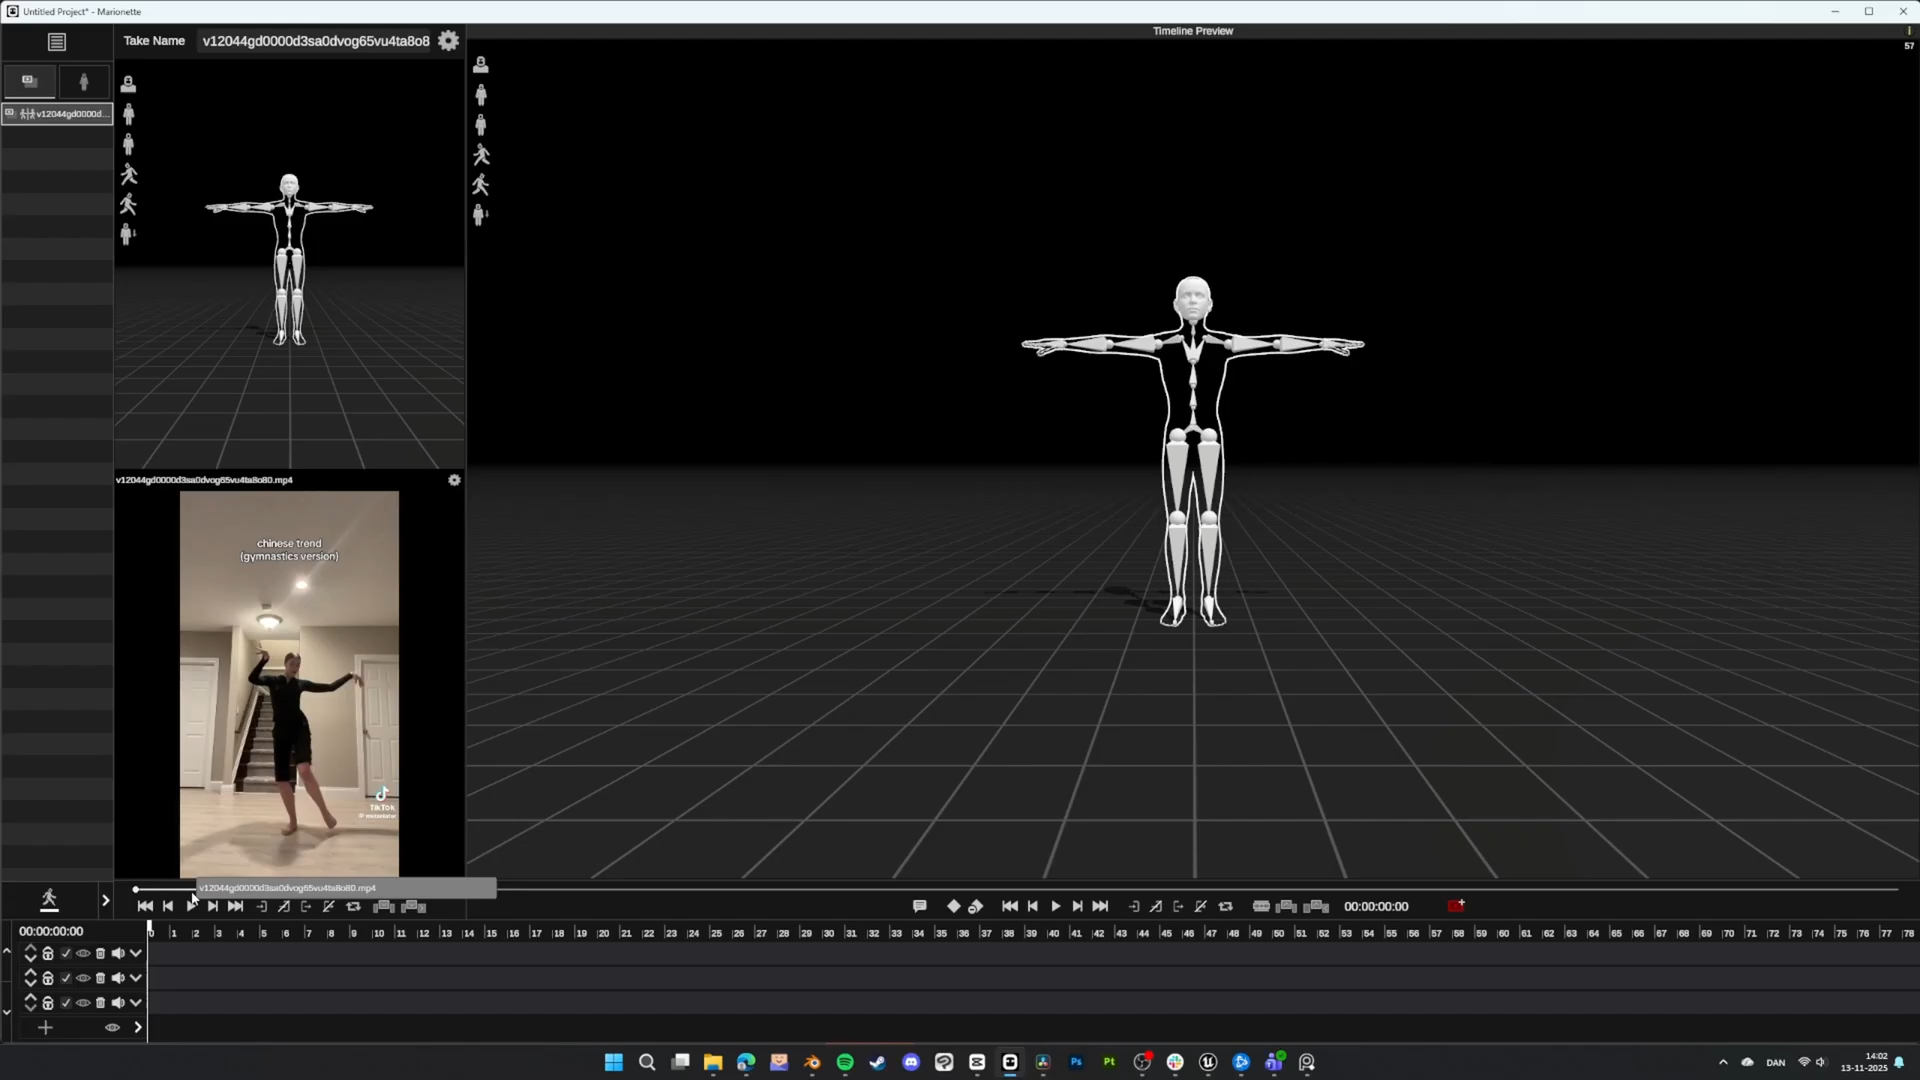 Untitled Project* - Marionette
Take Name
v12044gd0000d3sa0dvog65vu4ta8o8
Timeline Preview
57
v12044gd0000d...
v12044gd0000d3sa0dvog65vu4ta8o80.mp4
chinese trend
(gymnastics version)
TikTok
v12044gd0000d3sa0dvog65vu4ta8o80.mp4
00:00:00:00
00:00:00:00
0 1 2 3 4 5 6 7 8 9 10 11 12 13 14 15 16 17 18 19 20 21 22 23 24 25 26 27 28 29 30 31 32 33 34 35 36 37 38 39 40 41 42 43 44 45 46 47 48 49 50 51 52 53 54 55 56 57 58 59 60 61 62 63 64 65 66 67 68 69 70 71 72 73 74 75 76 77 78
Ps
Pt
DAN
14:02
13-11-2025